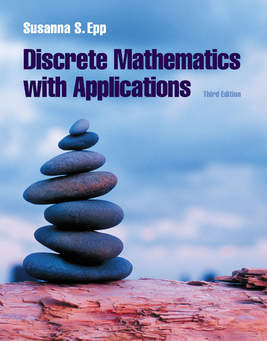 Susanna S. Epp
Discrete Mathematics
with Applications
Third Edition